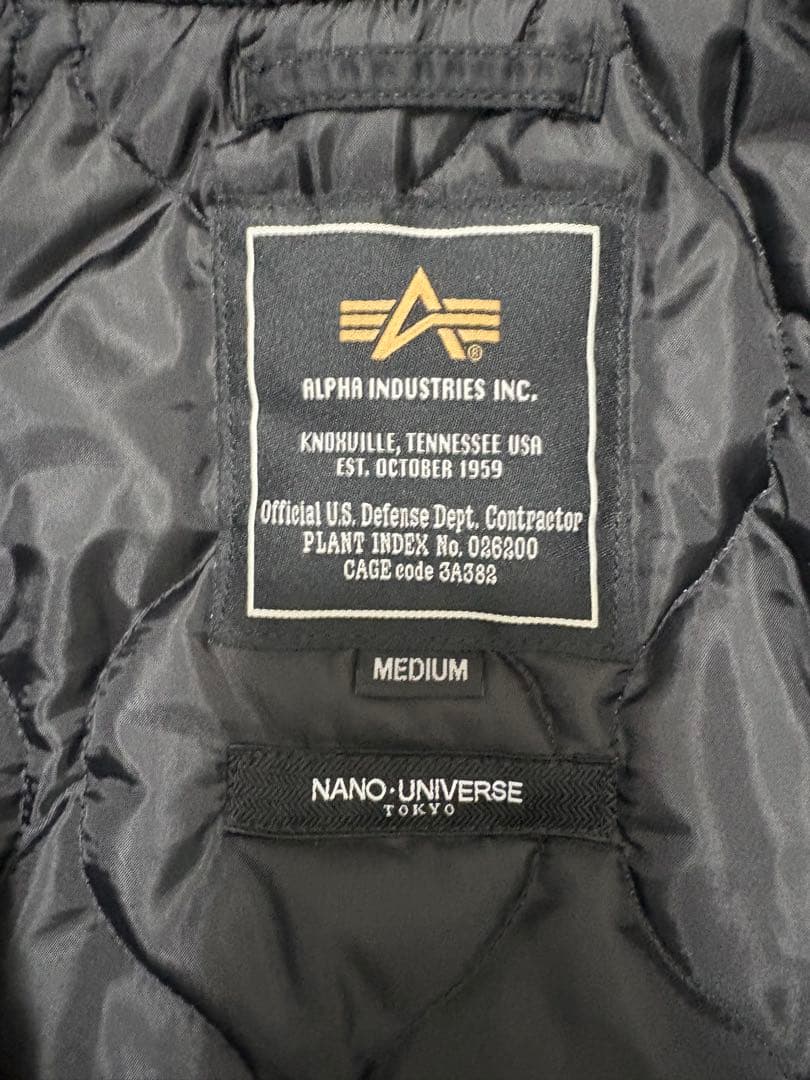 ®
ALPHA INDUSTRIES INC.
KNOXVILLE, TENNESSEE USA
EST. OCTOBER 1959
Official U.S. Defense Dept. Contractor
PLANT INDEX No. 026200
CAGE code 3A382
MEDIUM
NANO·UNIVERSE
TOKYO